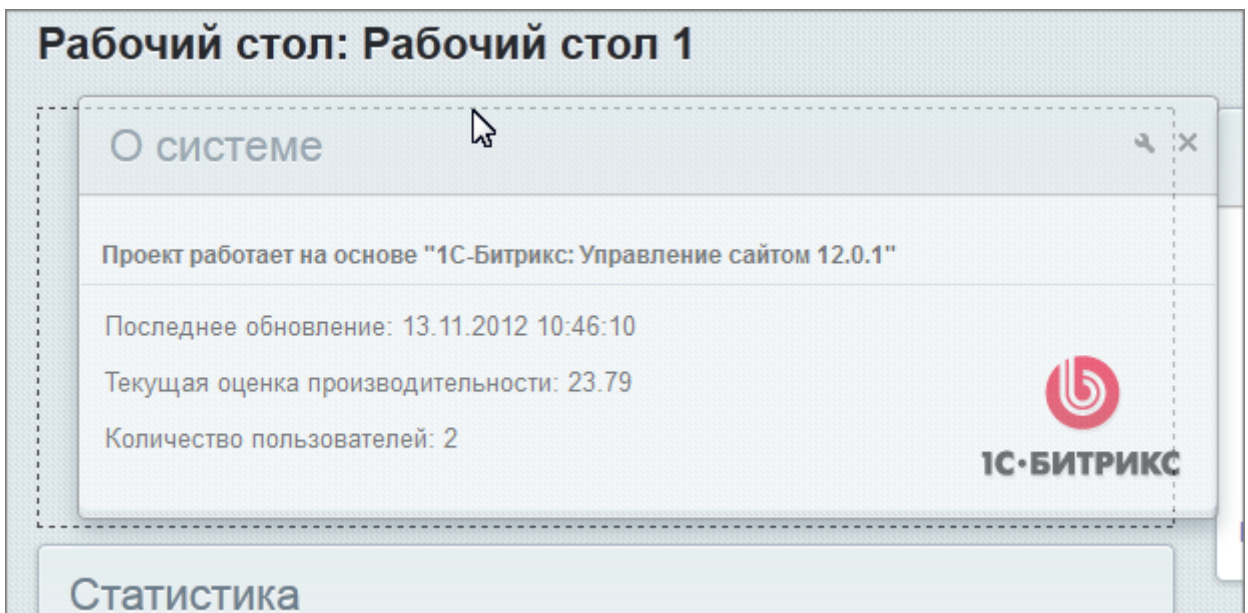 Рабочий стол: Рабочий стол 1
О системе
Проект работает на основе "1С-Битрикс: Управление сайтом 12.0.1"
Последнее обновление: 13.11.2012 10:46:10
Текущая оценка производительности: 23.79
Количество пользователей: 2
1С·БИТРИКС
Статистика